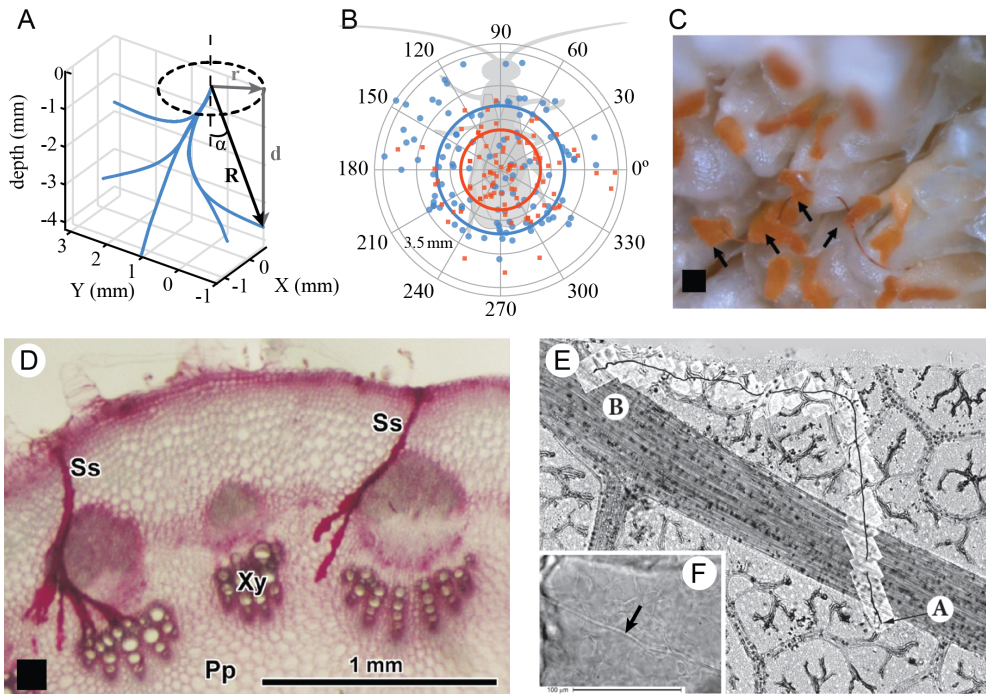 A
0
-1
-2
-3
-4
depth (mm)
3
2
1
0
-1
Y (mm)
-1
0
X (mm)
r
α
R
d
B
90
120
60
150
30
180
0º
210
330
3.5 mm
240
300
270
C
D
Ss
Ss
Xy
Pp
1 mm
E
B
A
F
100 µm